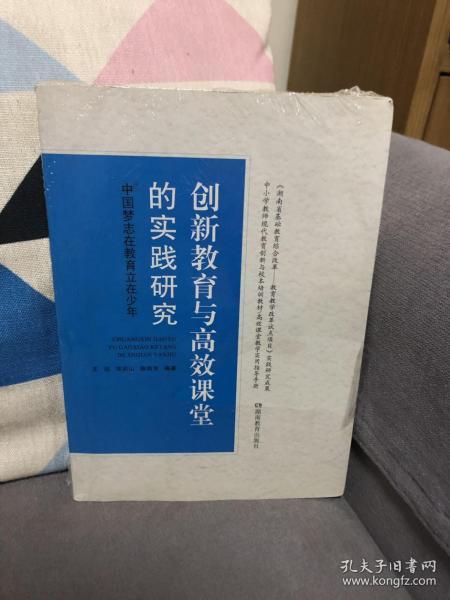 《湖南省基础教育综合改革——教育教学改革试点项目》实践研究成果
中小学教师现代教育创新与校本培训教材/高效课堂教学实用指导手册
创新教育与高效课堂
的实践研究
中国梦志在教育立在少年
CHUANGXIN JIAOYU
YU GAOXIAO KETANG
DE SHIJIAN YANJIU
编著
湖南教育出版社
孔夫子旧书网
www.kongfz.com